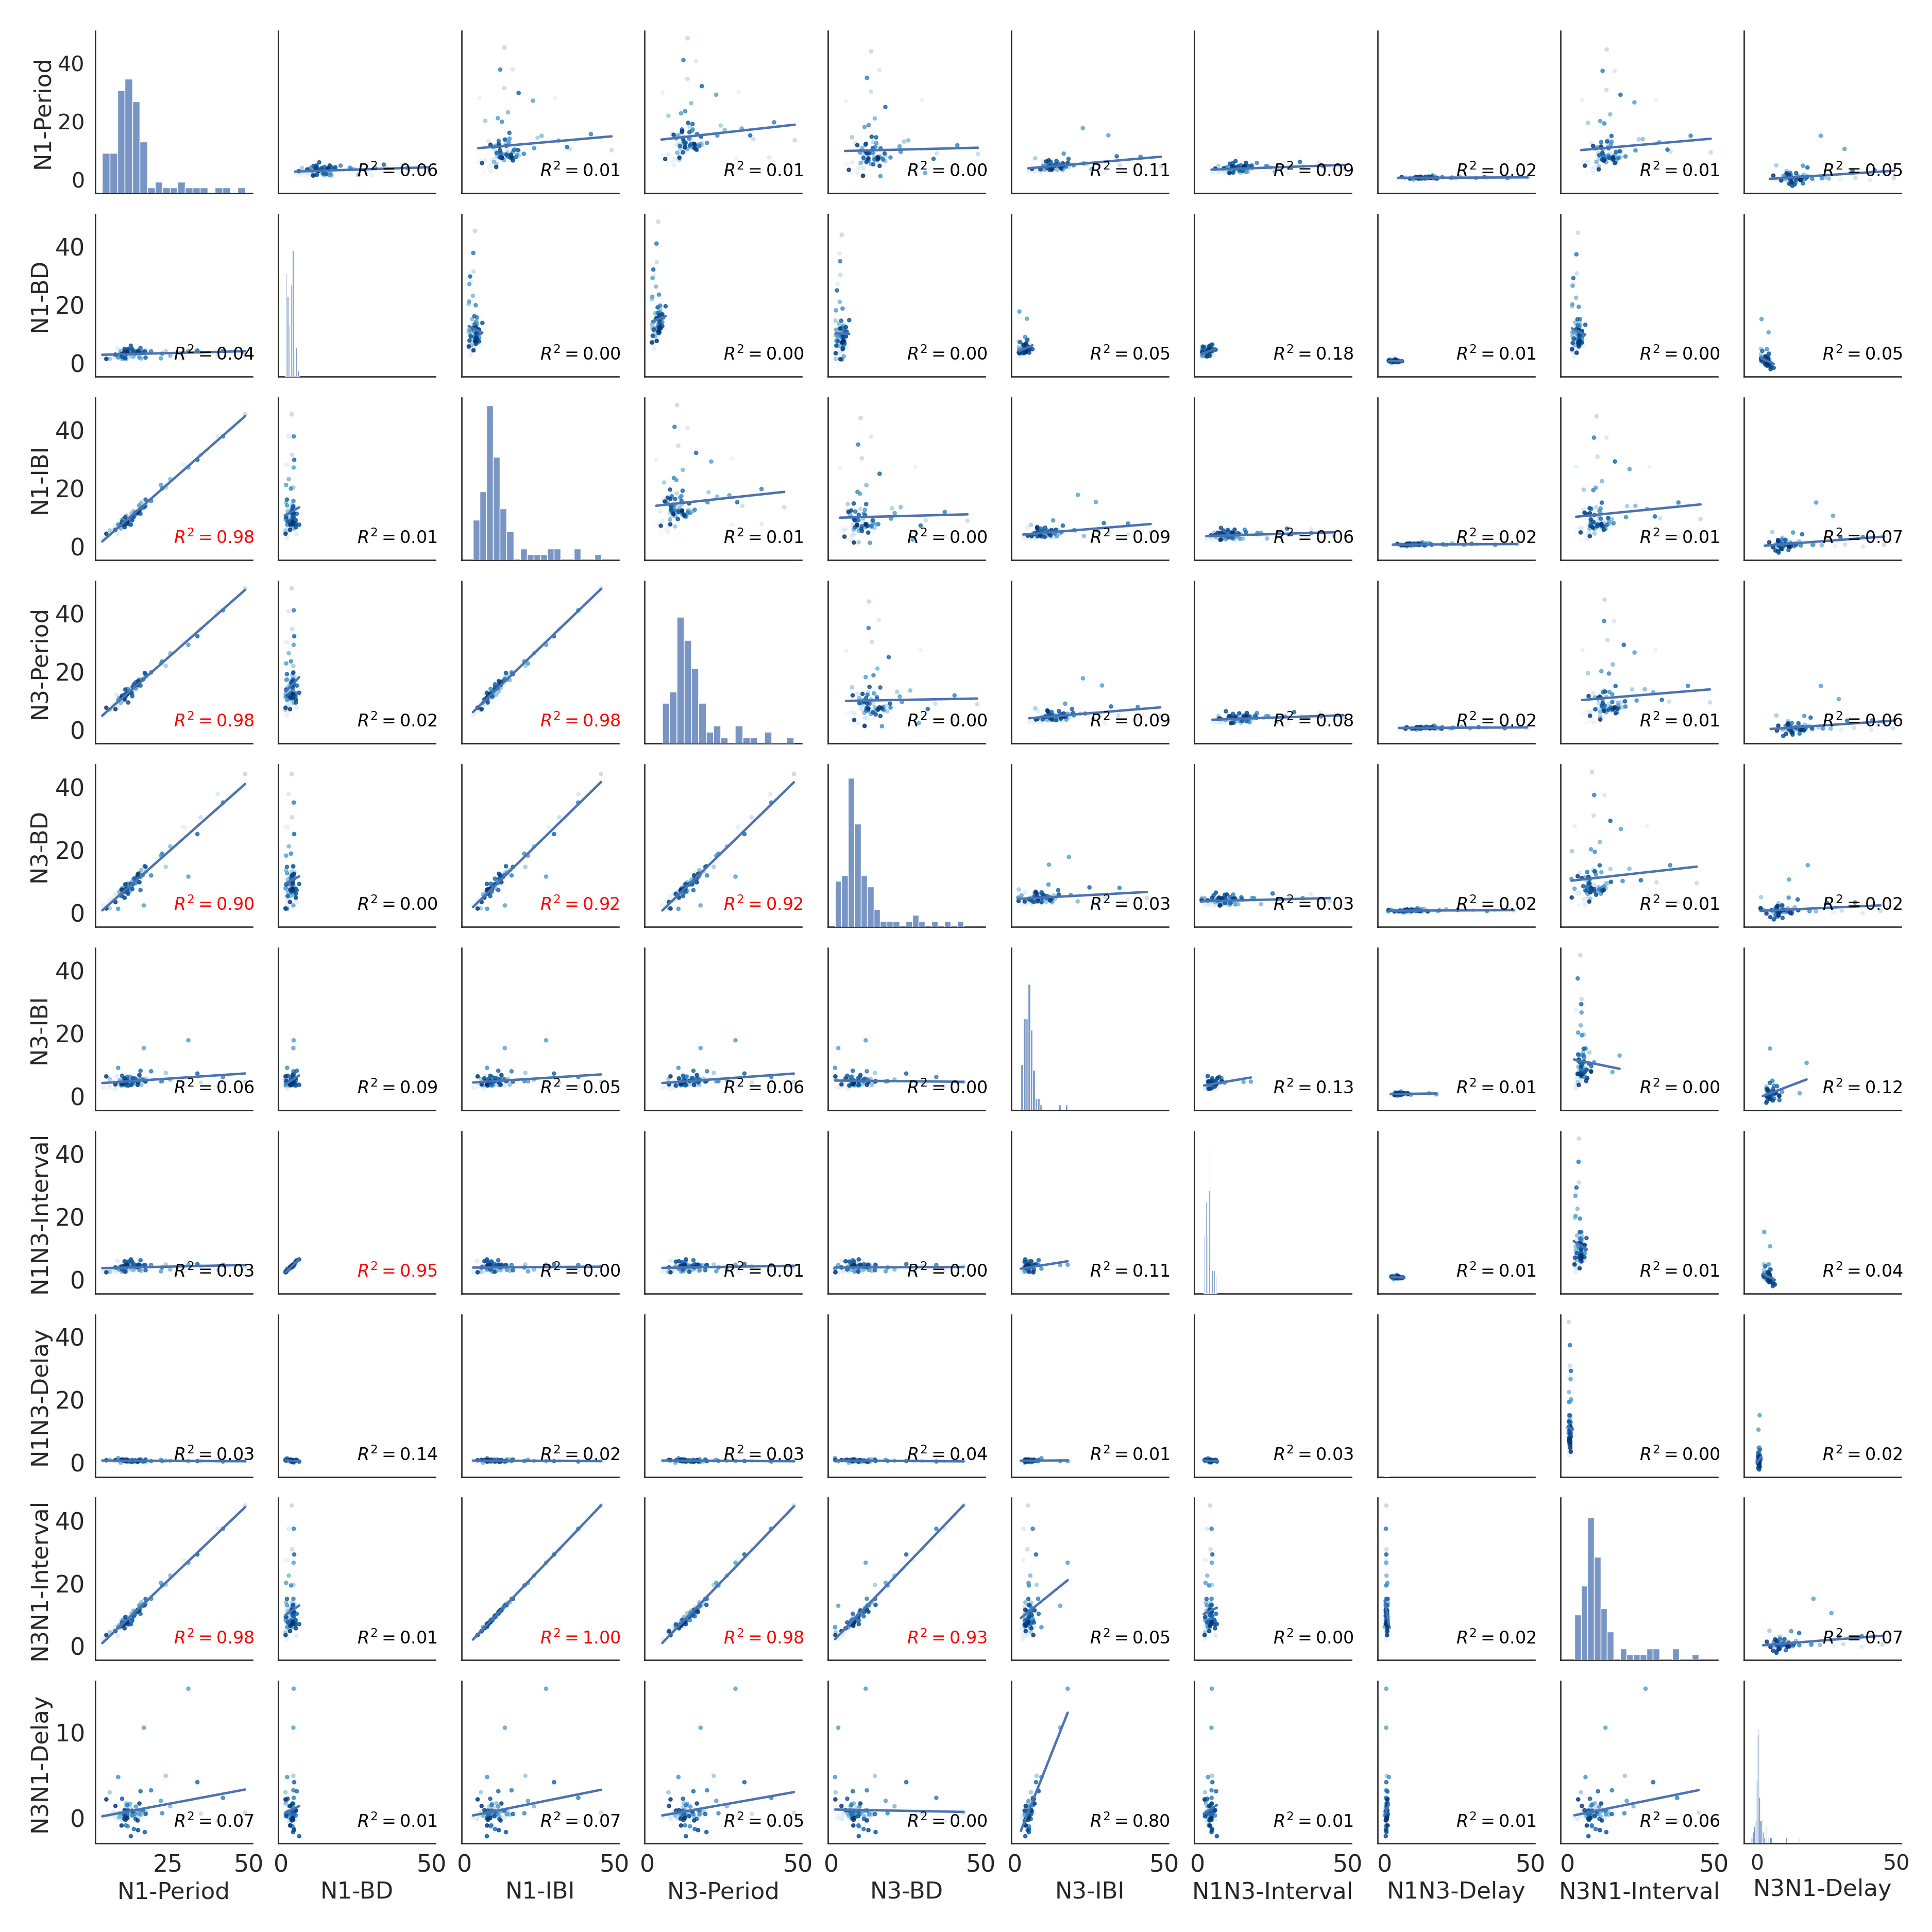 N1-Period
40
20
0
R² = 0.06
R² = 0.01
R² = 0.01
R² = 0.00
R² = 0.11
R² = 0.09
R² = 0.02
R² = 0.01
R² = 0.05
N1-BD
40
20
0
R² = 0.04
R² = 0.00
R² = 0.00
R² = 0.00
R² = 0.05
R² = 0.18
R² = 0.01
R² = 0.00
R² = 0.05
N1-IBI
40
20
0
R² = 0.98
R² = 0.01
R² = 0.01
R² = 0.00
R² = 0.09
R² = 0.06
R² = 0.02
R² = 0.01
R² = 0.07
N3-Period
40
20
0
R² = 0.98
R² = 0.02
R² = 0.98
R² = 0.00
R² = 0.09
R² = 0.08
R² = 0.02
R² = 0.01
R² = 0.06
N3-BD
40
20
0
R² = 0.90
R² = 0.00
R² = 0.92
R² = 0.92
R² = 0.03
R² = 0.03
R² = 0.02
R² = 0.01
R² = 0.02
N3-IBI
40
20
0
R² = 0.06
R² = 0.09
R² = 0.05
R² = 0.06
R² = 0.00
R² = 0.13
R² = 0.01
R² = 0.00
R² = 0.12
N1N3-Interval
40
20
0
R² = 0.03
R² = 0.95
R² = 0.00
R² = 0.01
R² = 0.00
R² = 0.11
R² = 0.01
R² = 0.01
R² = 0.04
N1N3-Delay
40
20
0
R² = 0.03
R² = 0.14
R² = 0.02
R² = 0.03
R² = 0.04
R² = 0.01
R² = 0.03
R² = 0.00
R² = 0.02
N3N1-Interval
40
20
0
R² = 0.98
R² = 0.01
R² = 1.00
R² = 0.98
R² = 0.93
R² = 0.05
R² = 0.00
R² = 0.02
R² = 0.07
N3N1-Delay
10
0
R² = 0.07
R² = 0.01
R² = 0.07
R² = 0.05
R² = 0.00
R² = 0.80
R² = 0.01
R² = 0.01
R² = 0.06
25 50
0 50
0 50
0 50
0 50
0 50
0 50
0 50
0 50
0 50
N1-Period
N1-BD
N1-IBI
N3-Period
N3-BD
N3-IBI
N1N3-Interval
N1N3-Delay
N3N1-Interval
N3N1-Delay